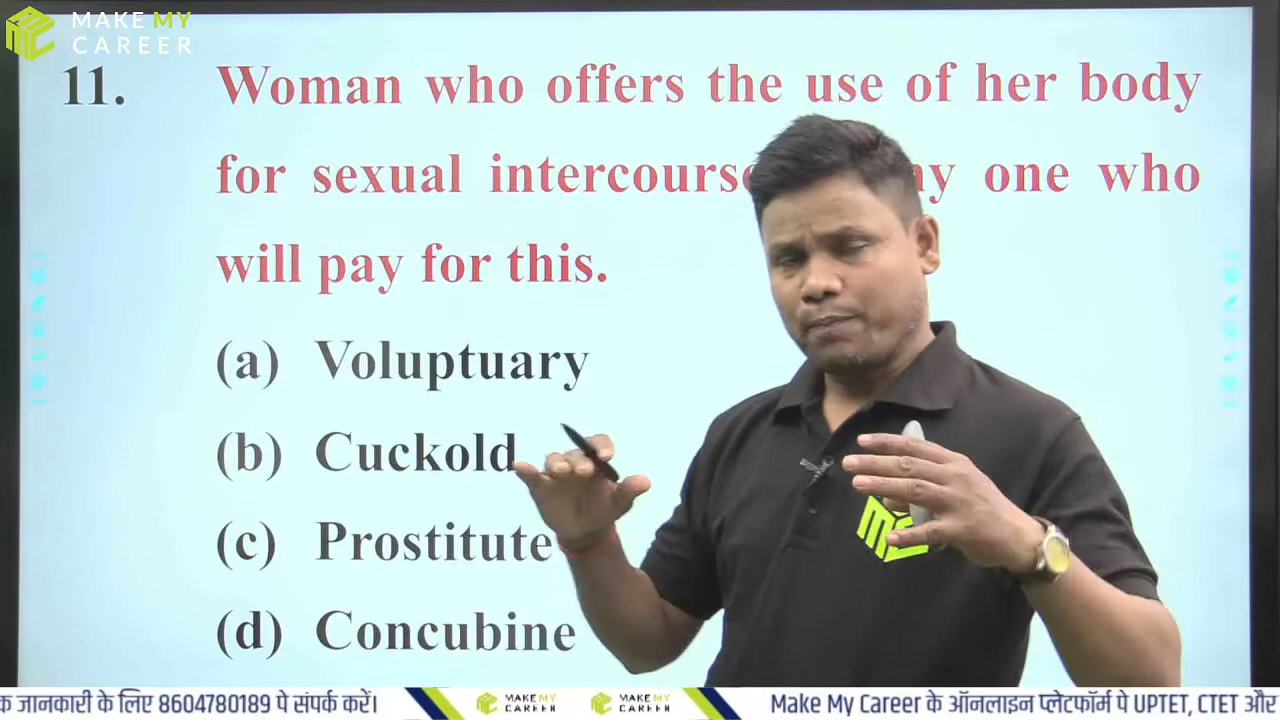 MAKE MY
CAREER
11. Woman who offers the use of her body
for sexual intercourse one who
will pay for this.
(a) Voluptuary
(b) Cuckold
(c) Prostitute
(d) Concubine
जानकारी के लिए 8604780189 पे संपर्क करें। MAKE MY CAREER MAKE MY CAREER Make My Career के ऑनलाइन प्लेटफॉर्म पे UPTET, CTET और